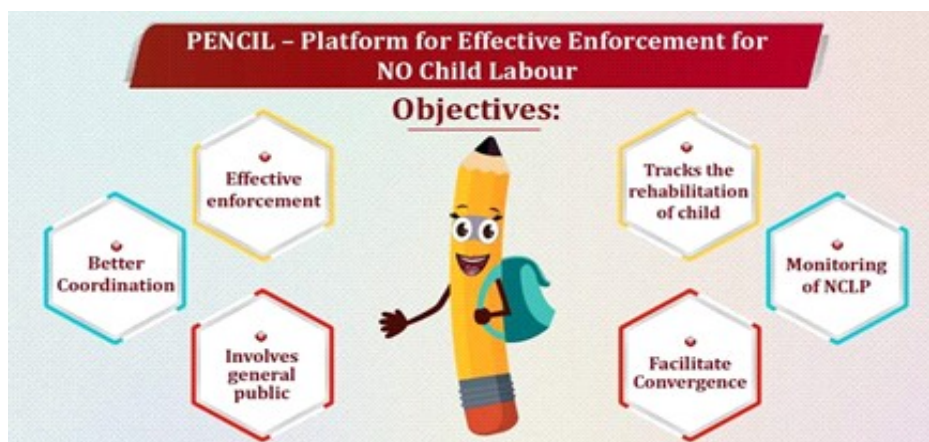 PENCIL – Platform for Effective Enforcement for
NO Child Labour
Objectives:
Effective
enforcement
Better
Coordination
Involves
general
public
Tracks the
rehabilitation
of child
Monitoring
of NCLP
Facilitate
Convergence